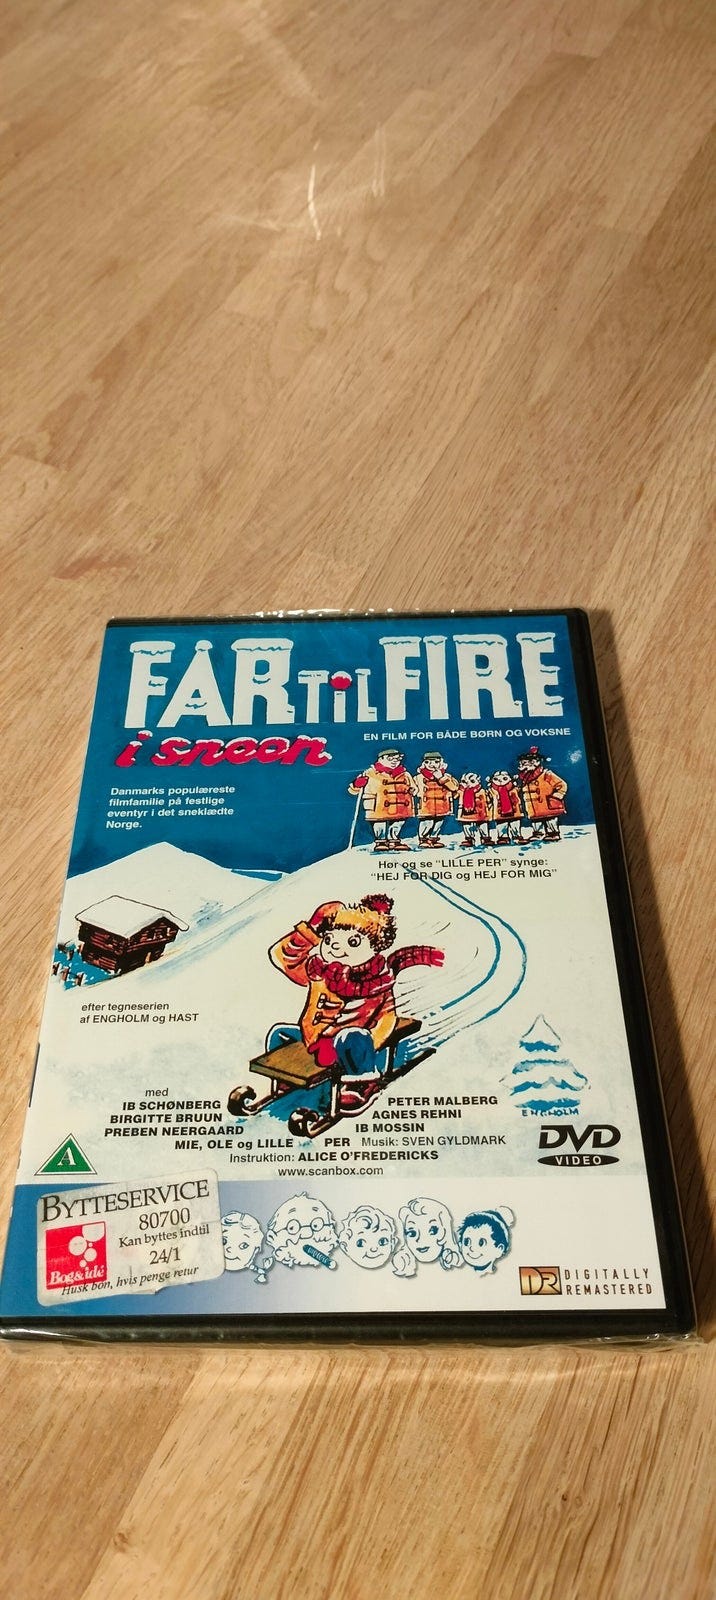 FAR TiL FIRE
i sneen
EN FILM FOR BÅDE BØRN OG VOKSNE
Danmarks populæreste
filmfamilie på festlige
eventyr i det sneklædte
Norge.
Hør og se "LILLE PER" synge:
"HEJ FOR DIG og HEJ FOR MIG"
efter tegneserien
af ENGHOLM og HAST
ENGHOLM
med
IB SCHØNBERG
BIRGITTE BRUUN
PREBEN NEERGAARD
PETER MALBERG
AGNES REHNI
IB MOSSIN
MIE, OLE og LILLE PER Musik: SVEN GYLDMARK
Instruktion: ALICE O'FREDERICKS
www.scanbox.com
A
DVD
VIDEO
BYTTESERVICE
80700
Kan byttes indtil
24/1
Bog&idé
Husk bon, hvis penge retur
DR DIGITALLY
REMASTERED